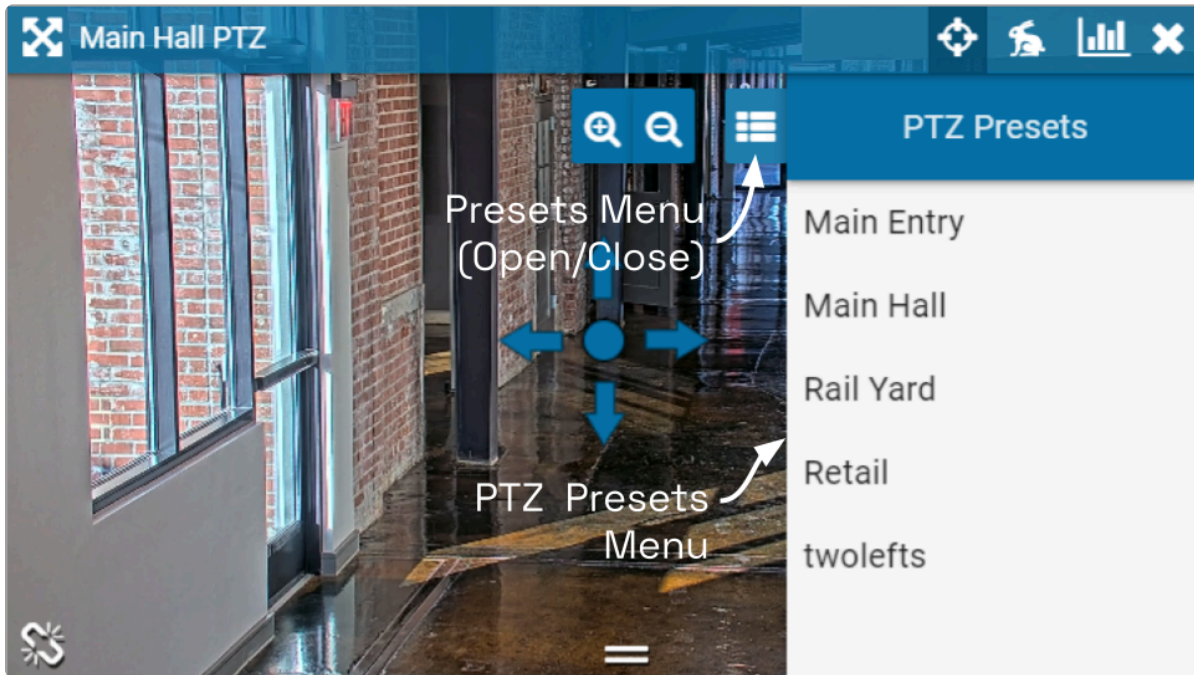 Main Hall PTZ
PTZ Presets
Presets Menu
(Open/Close)
Main Entry
Main Hall
Rail Yard
Retail
twolefts
PTZ Presets
Menu